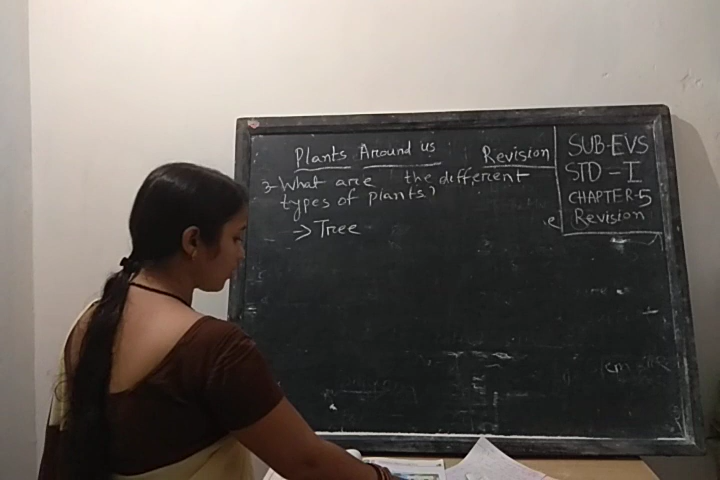 Plants Around us Revision
3. What are the different
types of plants?
→ Tree
SUB-EVS
STD - I
CHAPTER-5
Revision